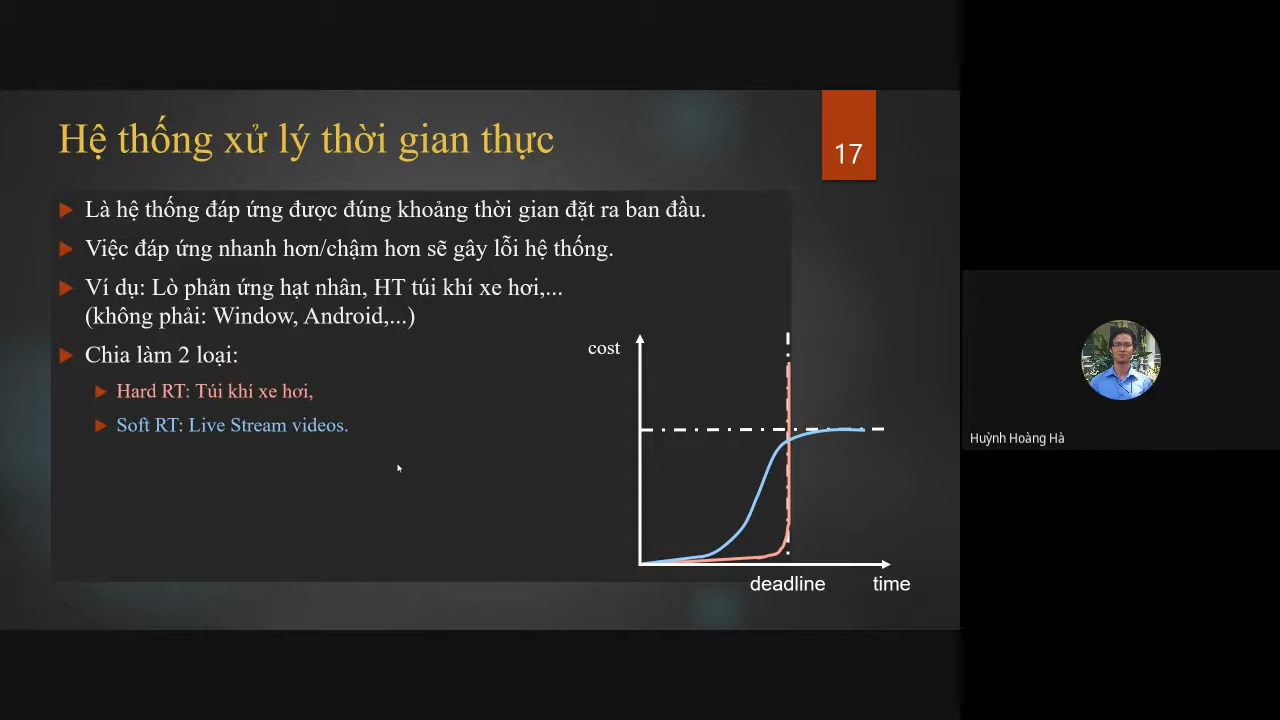 Hệ thống xử lý thời gian thực
17
Là hệ thống đáp ứng được đúng khoảng thời gian đặt ra ban đầu.
Việc đáp ứng nhanh hơn/chậm hơn sẽ gây lỗi hệ thống.
Ví dụ: Lò phản ứng hạt nhân, HT túi khí xe hơi,...
(không phải: Window, Android,...)
Chia làm 2 loại:
Hard RT: Túi khí xe hơi,
Soft RT: Live Stream videos.
cost
deadline
time
Huỳnh Hoàng Hà